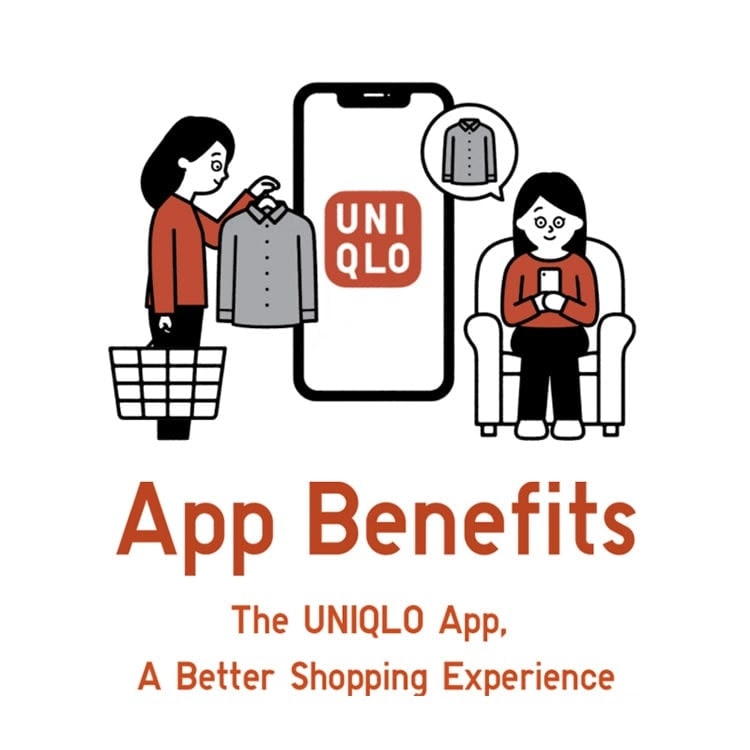 UNI
QLO
App Benefits
The UNIQLO App,
A Better Shopping Experience